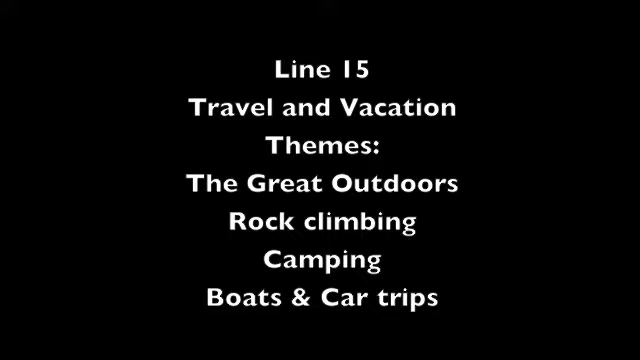 Line 15
Travel and Vacation
Themes:
The Great Outdoors
Rock climbing
Camping
Boats & Car trips